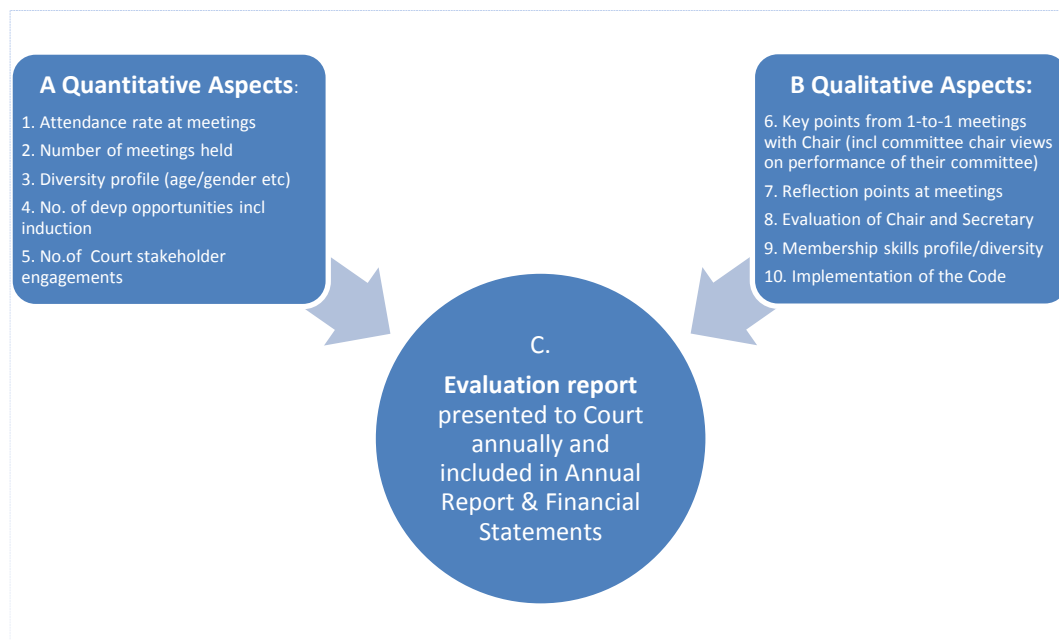 A Quantitative Aspects:
1. Attendance rate at meetings
2. Number of meetings held
3. Diversity profile (age/gender etc)
4. No. of devp opportunities incl
induction
5. No.of  Court stakeholder
engagements
B Qualitative Aspects:
6. Key points from 1-to-1 meetings
with Chair (incl committee chair views
on performance of their committee)
7. Reflection points at meetings
8. Evaluation of Chair and Secretary
9. Membership skills profile/diversity
10. Implementation of the Code
C.
Evaluation report
presented to Court
annually and
included in Annual
Report & Financial
Statements